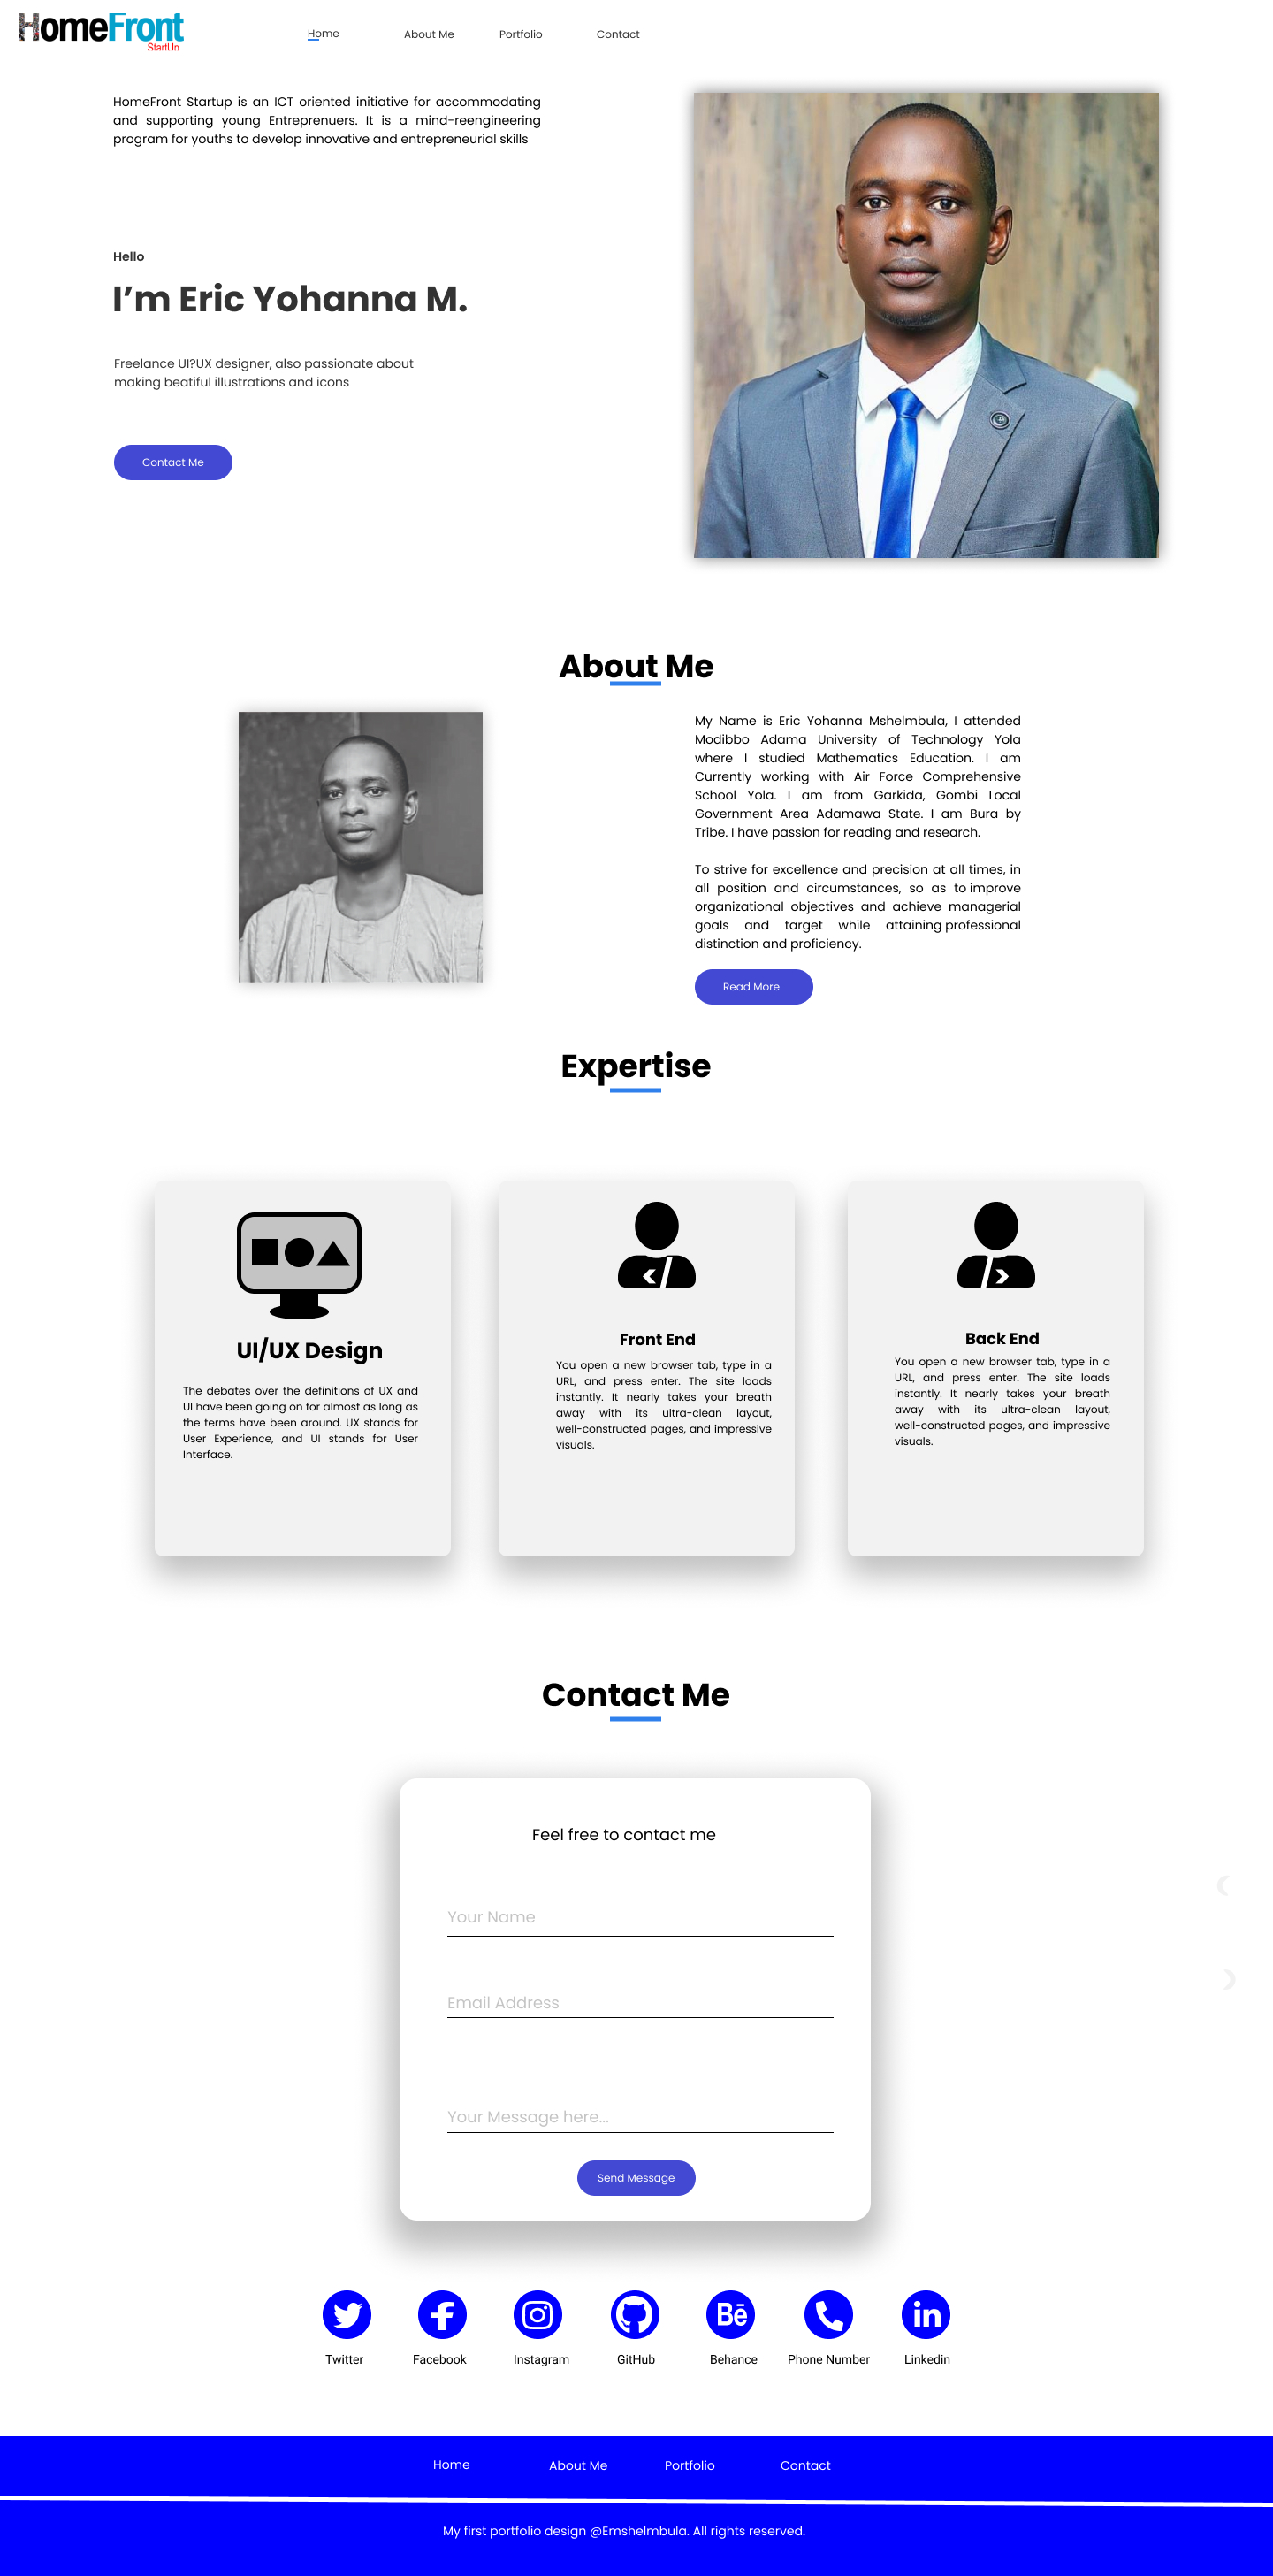 HomeFront
StartUp
Home
About Me
Portfolio
Contact
HomeFront Startup is an ICT oriented initiative for accommodating
and supporting young Entreprenuers. It is a mind-reengineering
program for youths to develop innovative and entrepreneurial skills
Hello
I'm Eric Yohanna M.
Freelance UI?UX designer, also passionate about
making beatiful illustrations and icons
Contact Me
About Me
My Name is Eric Yohanna Mshelmbula, I attended
Modibbo Adama University of Technology Yola
where I studied Mathematics Education. I am
Currently working with Air Force Comprehensive
School Yola. I am from Garkida, Gombi Local
Government Area Adamawa State. I am Bura by
Tribe. I have passion for reading and research.
To strive for excellence and precision at all times, in
all position and circumstances, so as to improve
organizational objectives and achieve managerial
goals and target while attaining professional
distinction and proficiency.
Read More
Expertise
UI/UX Design
The debates over the definitions of UX and
UI have been going on for almost as long as
the terms have been around. UX stands for
User Experience, and UI stands for User
Interface.
Front End
You open a new browser tab, type in a
URL, and press enter. The site loads
instantly. It nearly takes your breath
away with its ultra-clean layout,
well-constructed pages, and impressive
visuals.
Back End
You open a new browser tab, type in a
URL, and press enter. The site loads
instantly. It nearly takes your breath
away with its ultra-clean layout,
well-constructed pages, and impressive
visuals.
Contact Me
Feel free to contact me
Your Name
Email Address
Your Message here...
Send Message
Twitter
Facebook
Instagram
GitHub
Behance
Phone Number
Linkedin
Home
About Me
Portfolio
Contact
My first portfolio design @Emshelmbula. All rights reserved.